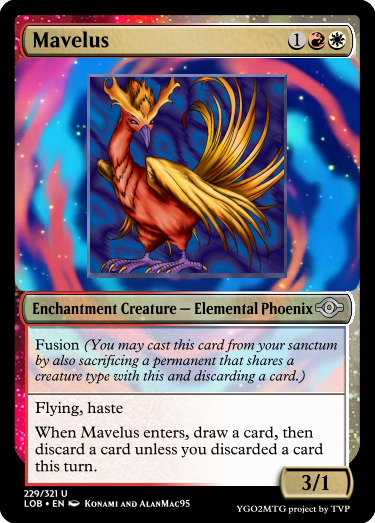 Mavelus 1
Enchantment Creature — Elemental Phoenix
Fusion (You may cast this card from your sanctum
by also sacrificing a permanent that shares a
creature type with this and discarding a card.)
Flying, haste
When Mavelus enters, draw a card, then
discard a card unless you discarded a card
this turn.
3/1
229/321 U
LOB • EN Konami and AlanMac95
YGO2MTG project by TVP